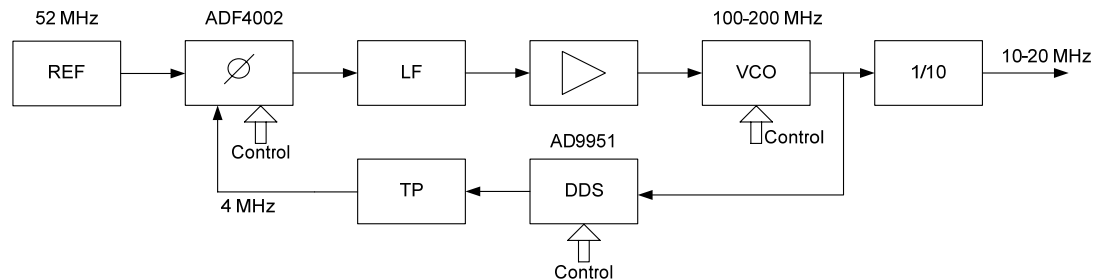 52 MHz
ADF4002
100-200 MHz
REF
Ø
LF
VCO
1/10
10-20 MHz
Control
Control
AD9951
TP
DDS
4 MHz
Control